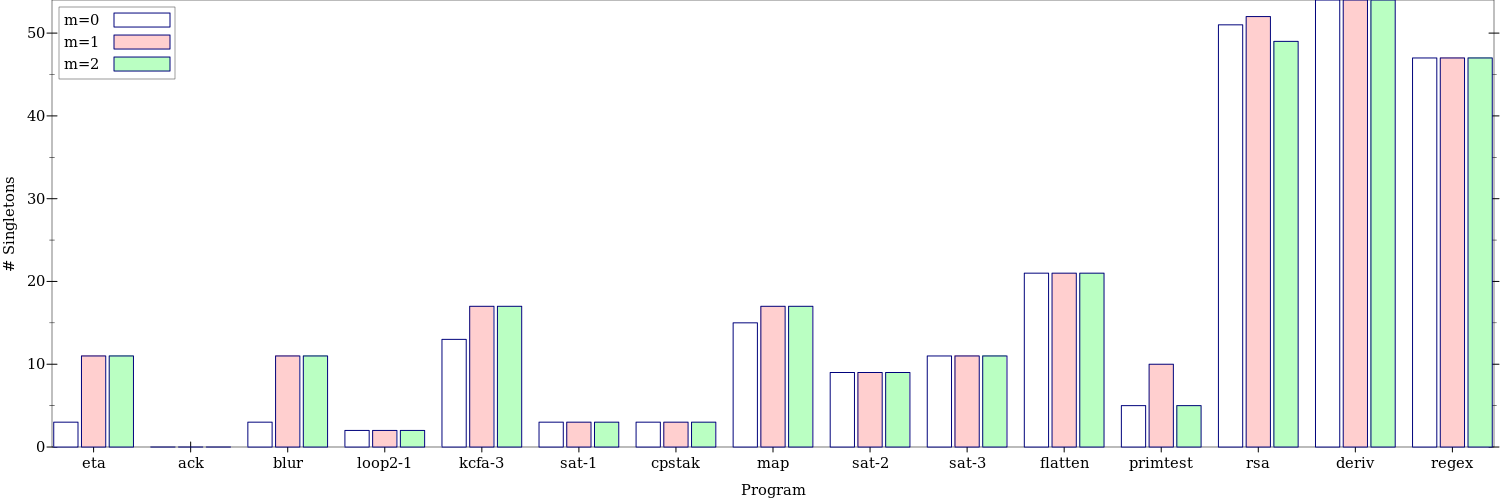 m=0
m=1
m=2
50
40
30
20
10
0
# Singletons
eta ack blur loop2-1 kcfa-3 sat-1 cpstak map sat-2 sat-3 flatten primtest rsa deriv regex
Program